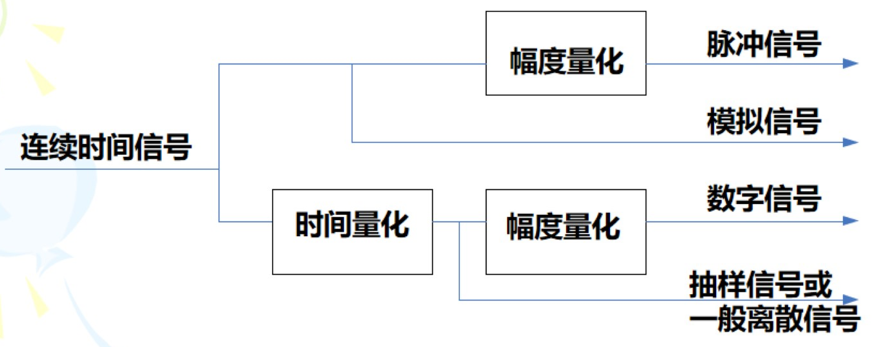 幅度量化
脉冲信号
模拟信号
连续时间信号
时间量化
幅度量化
数字信号
抽样信号或
一般离散信号